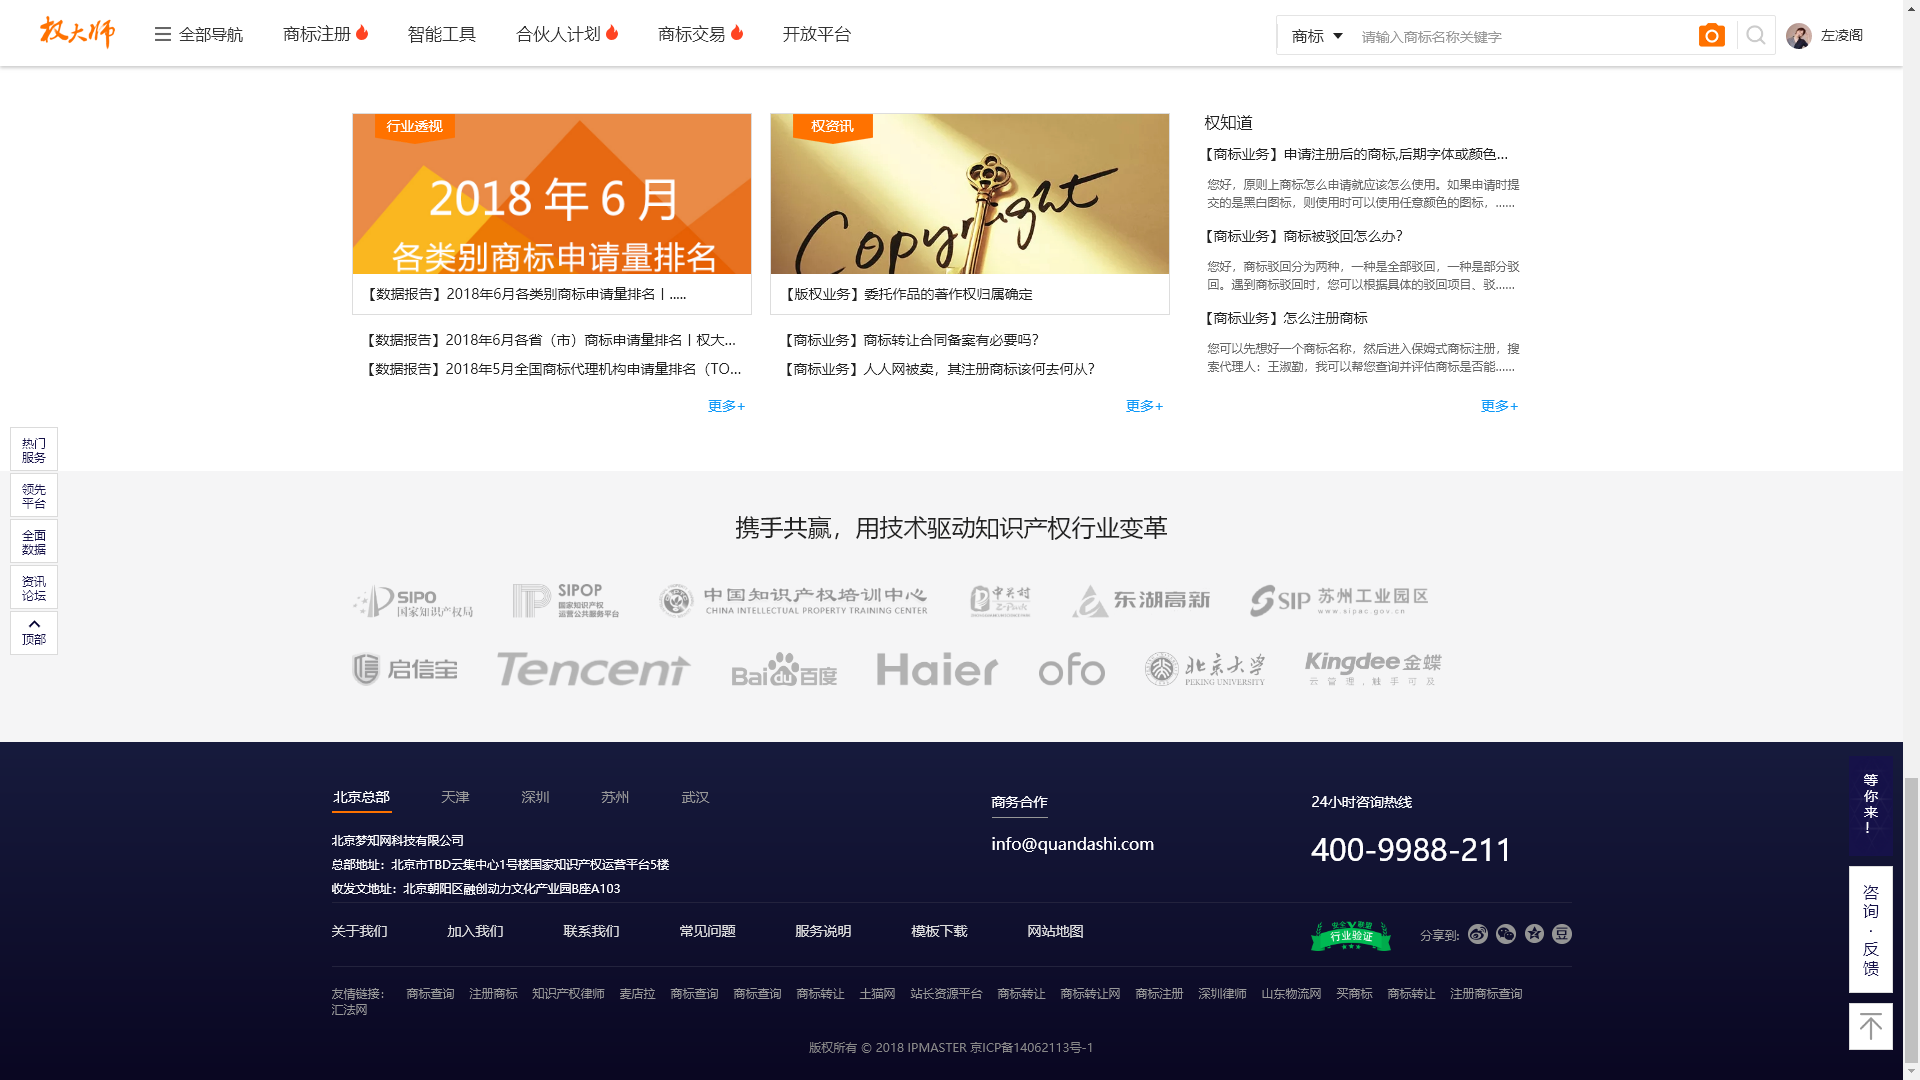 权大师
全部导航
商标注册
智能工具
合伙人计划
商标交易
开放平台
商标
请输入商标名称关键字
左凌阁
行业透视
2018 年 6 月
各类别商标申请量排名
【数据报告】2018年6月各类别商标申请量排名丨.....
【数据报告】2018年6月各省（市）商标申请量排名丨权大...
【数据报告】2018年5月全国商标代理机构申请量排名（TO...
更多+
权资讯
Copyright
【版权业务】委托作品的著作权归属确定
【商标业务】商标转让合同备案有必要吗？
【商标业务】人人网被卖，其注册商标该何去何从？
更多+
权知道
【商标业务】申请注册后的商标,后期字体或颜色...
您好，原则上商标怎么申请就应该怎么使用。如果申请时提
交的是黑白图标，则使用时可以使用任意颜色的图标，......
【商标业务】商标被驳回怎么办？
您好，商标驳回分为两种，一种是全部驳回，一种是部分驳
回。遇到商标驳回时，您可以根据具体的驳回项目、驳......
【商标业务】怎么注册商标
您可以先想好一个商标名称，然后进入保姆式商标注册，搜
索代理人：王淑勤，我可以帮您查询并评估商标是否能......
更多+
热门
服务
领先
平台
全面
数据
资讯
论坛
顶部
携手共赢，用技术驱动知识产权行业变革
SIPO
国家知识产权局
SIPOP
国家知识产权
运营公共服务平台
中国知识产权培训中心
CHINA INTELLECTUAL PROPERTY TRAINING CENTER
中关村
Z-Park
东湖高新
SIP 苏州工业园区
www.sipac.gov.cn
启信宝
Tencent
Baidu百度
Haier
ofo
北京大学
PEKING UNIVERSITY
Kingdee金蝶
云管理，触手可及
北京总部
天津
深圳
苏州
武汉
北京梦知网科技有限公司
总部地址：北京市TBD云集中心1号楼国家知识产权运营平台5楼
收发文地址：北京朝阳区融创动力文化产业园B座A103
商务合作
info@quandashi.com
24小时咨询热线
400-9988-211
关于我们
加入我们
联系我们
常见问题
服务说明
模板下载
网站地图
安全联盟
行业验证
分享到:
友情链接：
商标查询
注册商标
知识产权律师
麦店拉
商标查询
商标查询
商标转让
土猫网
站长资源平台
商标转让
商标转让网
商标注册
深圳律师
山东物流网
买商标
商标转让
注册商标查询
汇法网
版权所有 © 2018 IPMASTER 京ICP备14062113号-1
等你来！
咨询·反馈